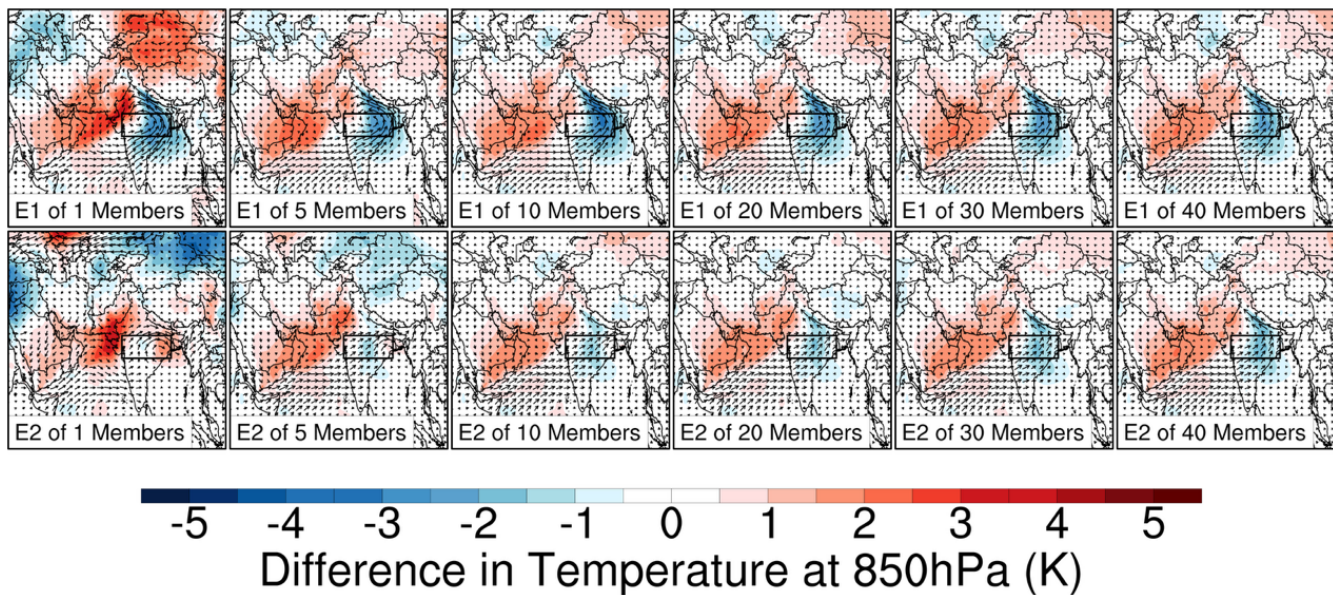 E1 of 1 Members
E1 of 5 Members
E1 of 10 Members
E1 of 20 Members
E1 of 30 Members
E1 of 40 Members
E2 of 1 Members
E2 of 5 Members
E2 of 10 Members
E2 of 20 Members
E2 of 30 Members
E2 of 40 Members
-5 -4 -3 -2 -1 0 1 2 3 4 5
Difference in Temperature at 850hPa (K)